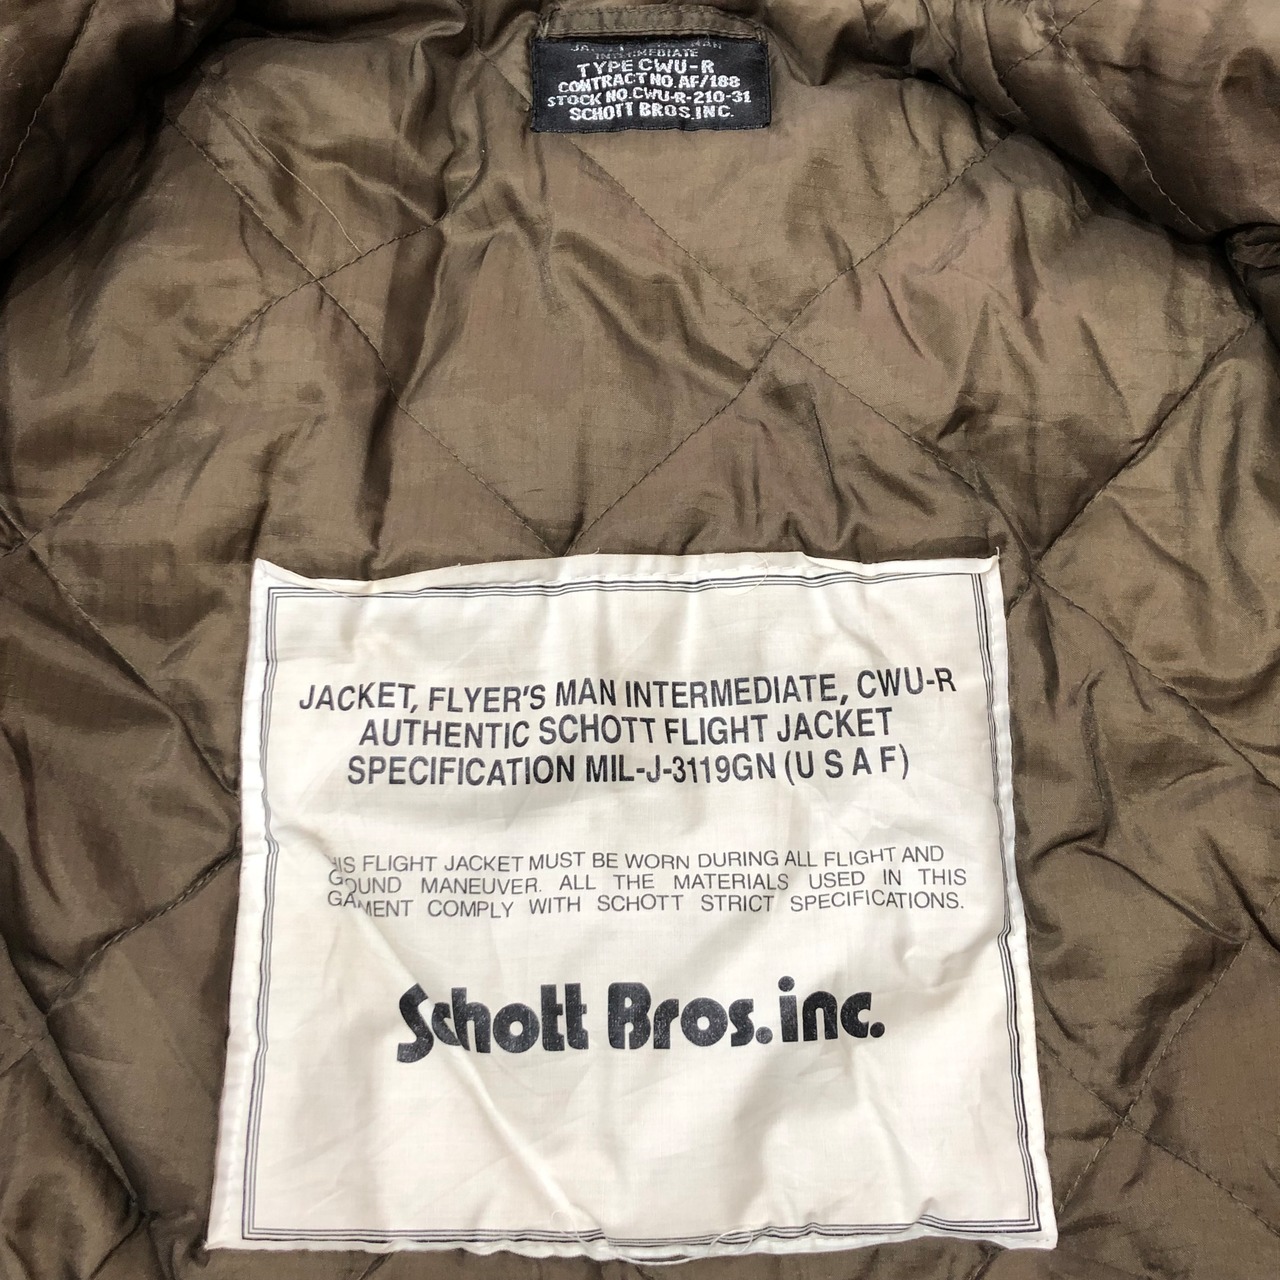 INTERMEDIATE
TYPE CWU-R
CONTRACT NO. AF/188
STOCK NO. CWU-R-210-31
SCHOTT BROS. INC.
JACKET, FLYER'S MAN INTERMEDIATE, CWU-R
AUTHENTIC SCHOTT FLIGHT JACKET
SPECIFICATION MIL-J-3119GN (U S A F)
IS FLIGHT JACKET MUST BE WORN DURING ALL FLIGHT AND
GOUND MANEUVER. ALL THE MATERIALS USED IN THIS
GAMENT COMPLY WITH SCHOTT STRICT SPECIFICATIONS.
Schott Bros. inc.